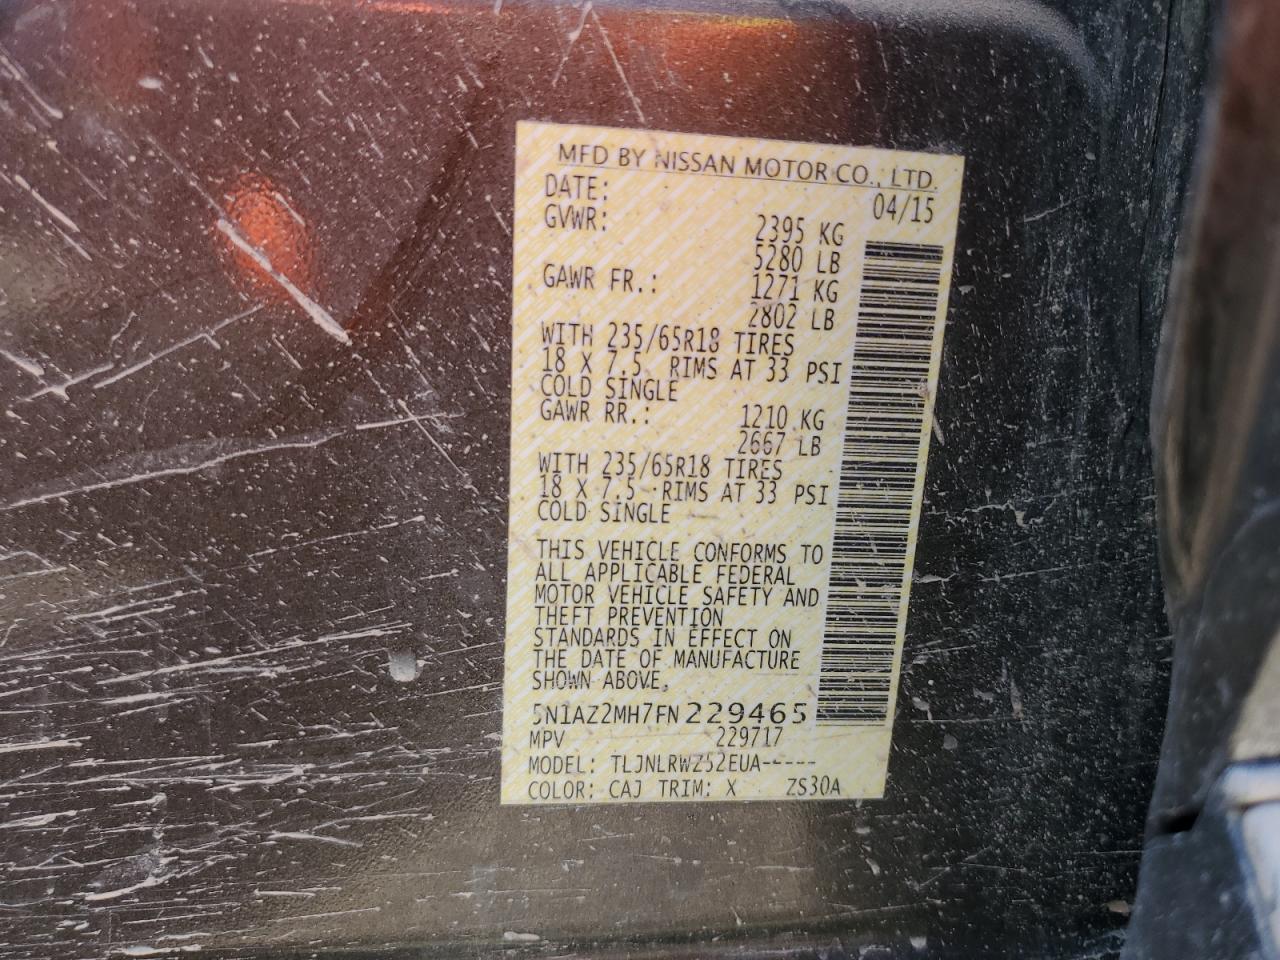 MFD BY NISSAN MOTOR CO., LTD.
DATE: 04/15
GVWR: 2395 KG
5280 LB
GAWR FR.: 1271 KG
2802 LB
WITH 235/65R18 TIRES
18 X 7.5 RIMS AT 33 PSI
COLD SINGLE
GAWR RR.: 1210 KG
2667 LB
WITH 235/65R18 TIRES
18 X 7.5 RIMS AT 33 PSI
COLD SINGLE
THIS VEHICLE CONFORMS TO
ALL APPLICABLE FEDERAL
MOTOR VEHICLE SAFETY AND
THEFT PREVENTION
STANDARDS IN EFFECT ON
THE DATE OF MANUFACTURE
SHOWN ABOVE.
5N1AZ2MH7FN229465
MPV 229717
MODEL: TLJNLRWZ52EUA-----
COLOR: CAJ TRIM: X ZS30A